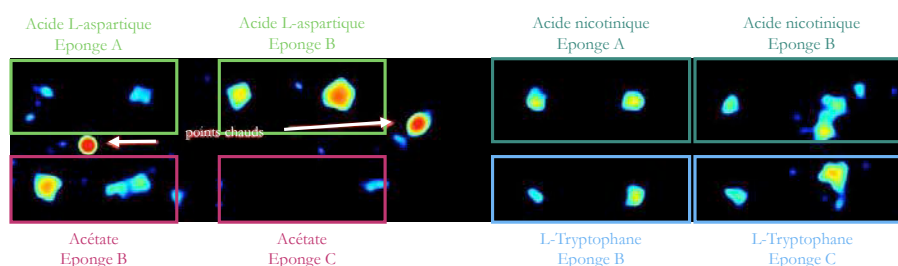 Acide L-aspartique
Eponge A
Acide L-aspartique
Eponge B
Acide nicotinique
Eponge A
Acide nicotinique
Eponge B
points chauds
Acétate
Eponge B
Acétate
Eponge C
L-Tryptophane
Eponge B
L-Tryptophane
Eponge C